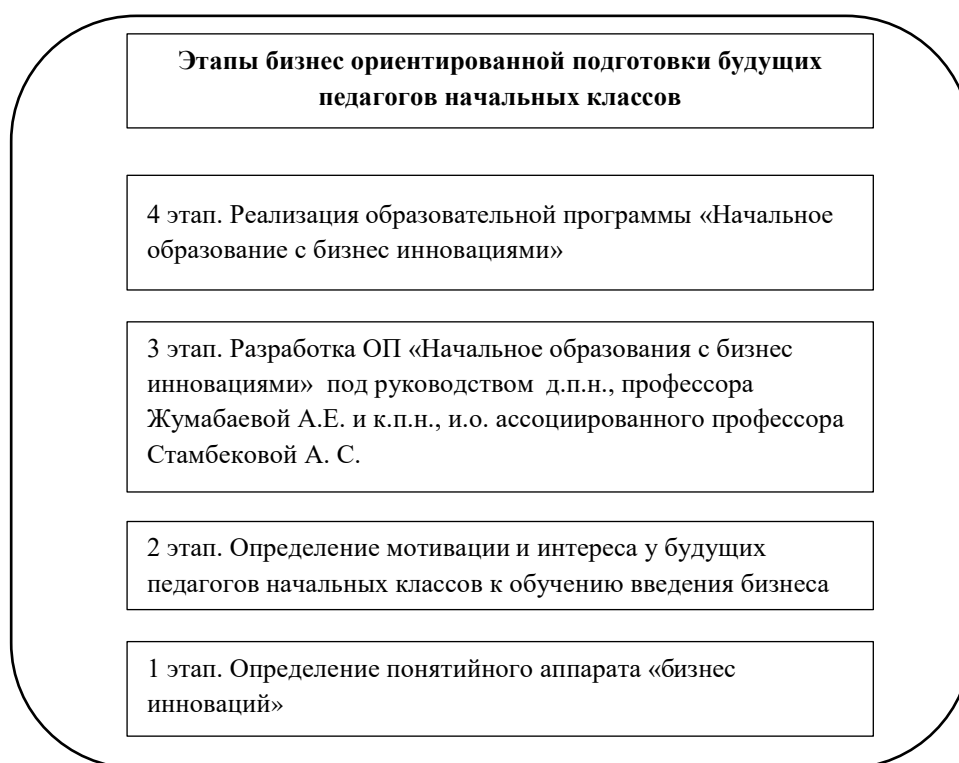 Этапы бизнес ориентированной подготовки будущих
педагогов начальных классов
4 этап. Реализация образовательной программы «Начальное
образование с бизнес инновациями»
3 этап. Разработка ОП «Начальное образования с бизнес
инновациями» под руководством д.п.н., профессора
Жумабаевой А.Е. и к.п.н., и.о. ассоциированного профессора
Стамбековой А. С.
2 этап. Определение мотивации и интереса у будущих
педагогов начальных классов к обучению введения бизнеса
1 этап. Определение понятийного аппарата «бизнес
инноваций»